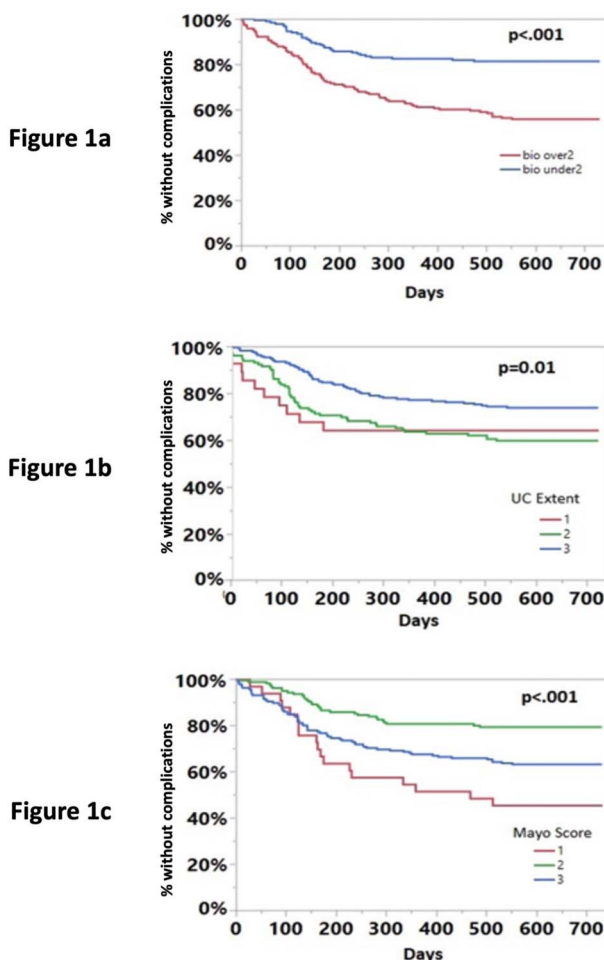 Figure 1a
% without complications
100%
80%
60%
40%
20%
0%
p<.001
bio over2
bio under2
0 100 200 300 400 500 600 700
Days
Figure 1b
% without complications
100%
80%
60%
40%
20%
0%
p=0.01
UC Extent
1
2
3
0 100 200 300 400 500 600 700
Days
Figure 1c
% without complications
100%
80%
60%
40%
20%
0%
p<.001
Mayo Score
1
2
3
0 100 200 300 400 500 600 700
Days